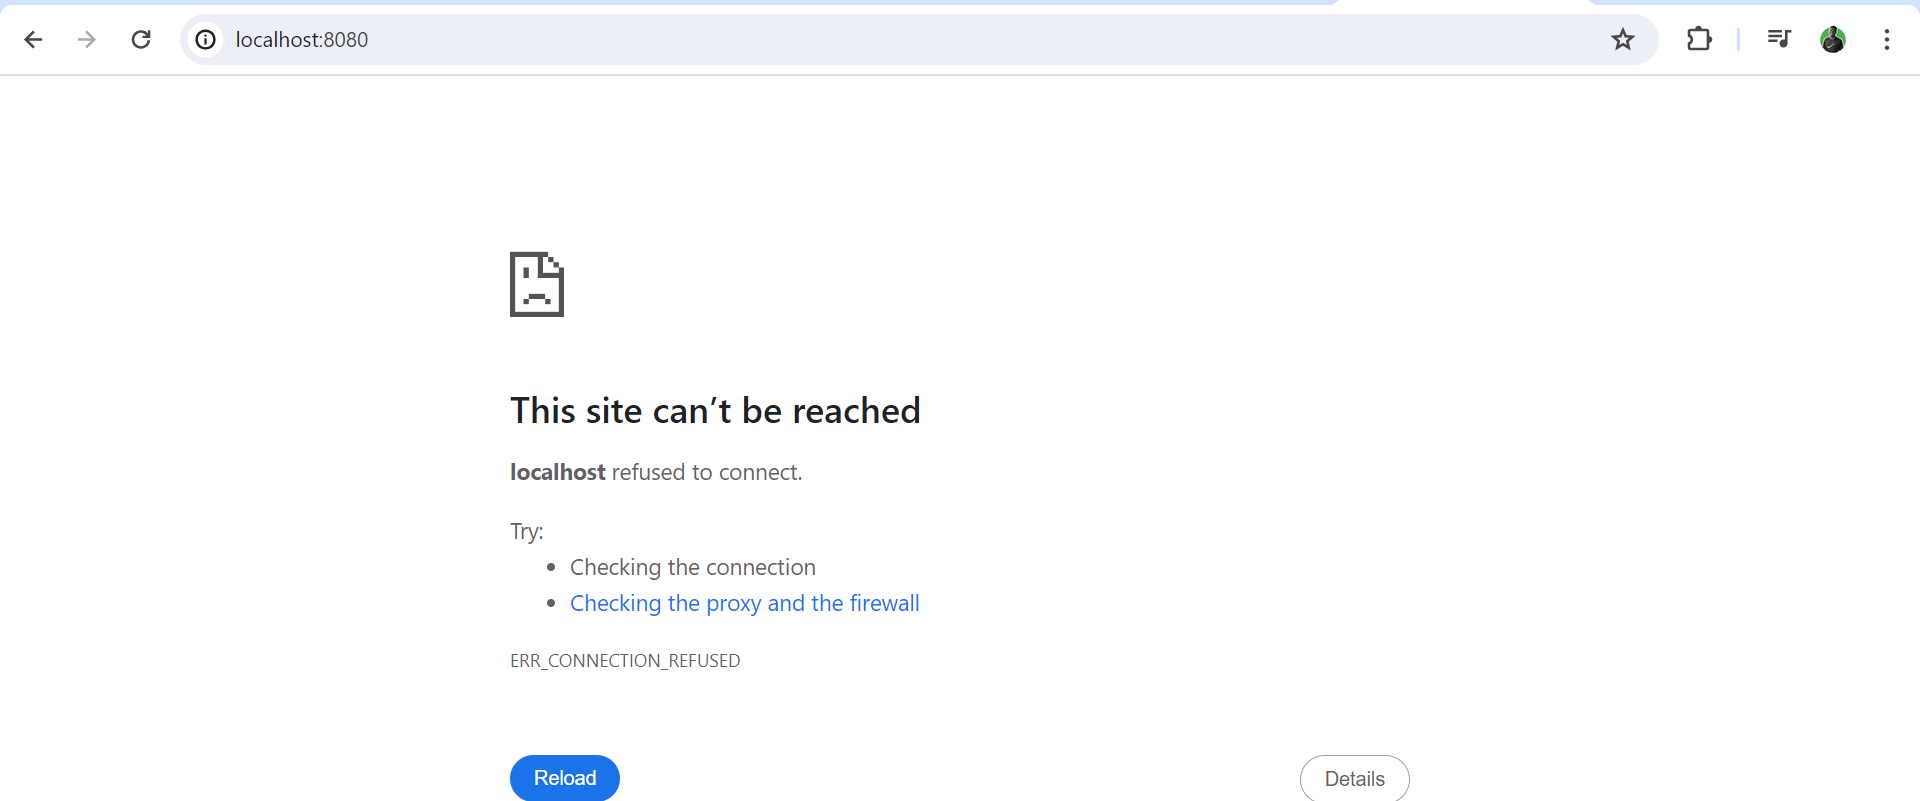 localhost:8080
This site can’t be reached
localhost refused to connect.
Try:
• Checking the connection
• Checking the proxy and the firewall
ERR_CONNECTION_REFUSED
Reload
Details